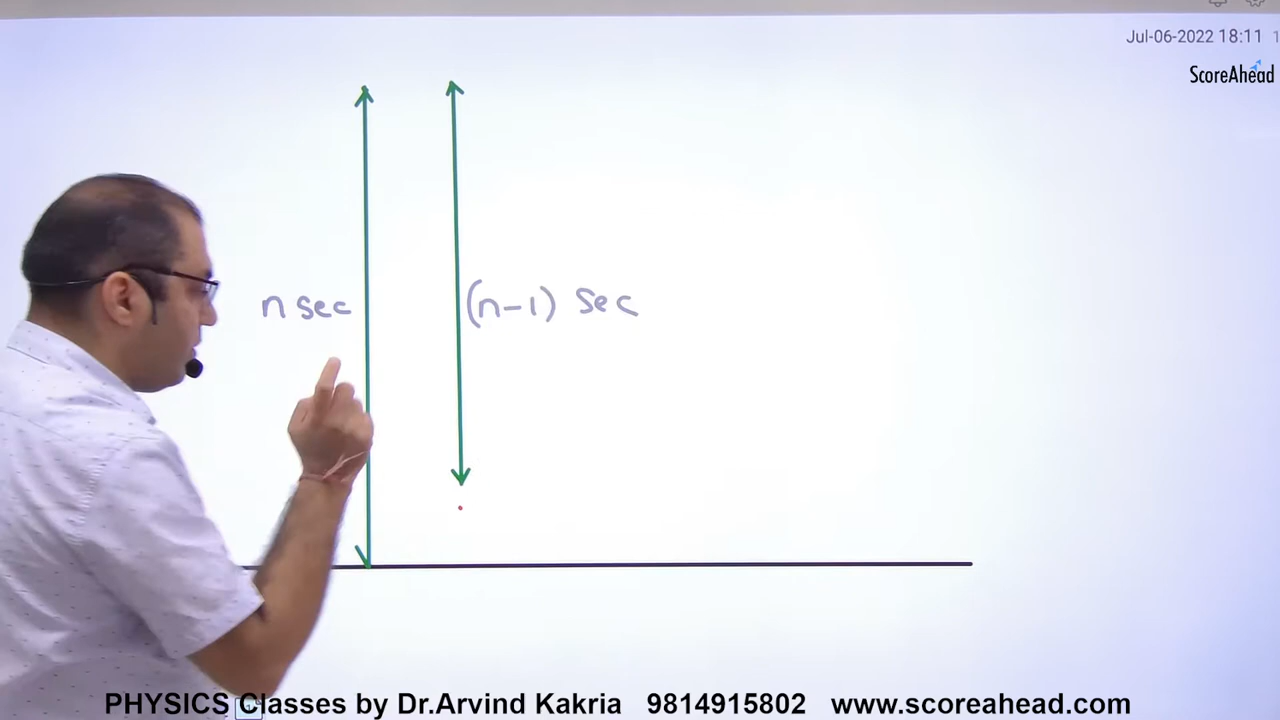 Jul-06-2022 18:11
ScoreAhead
n sec
(n-1) sec
PHYSICS Classes by Dr.Arvind Kakria 9814915802 www.scoreahead.com